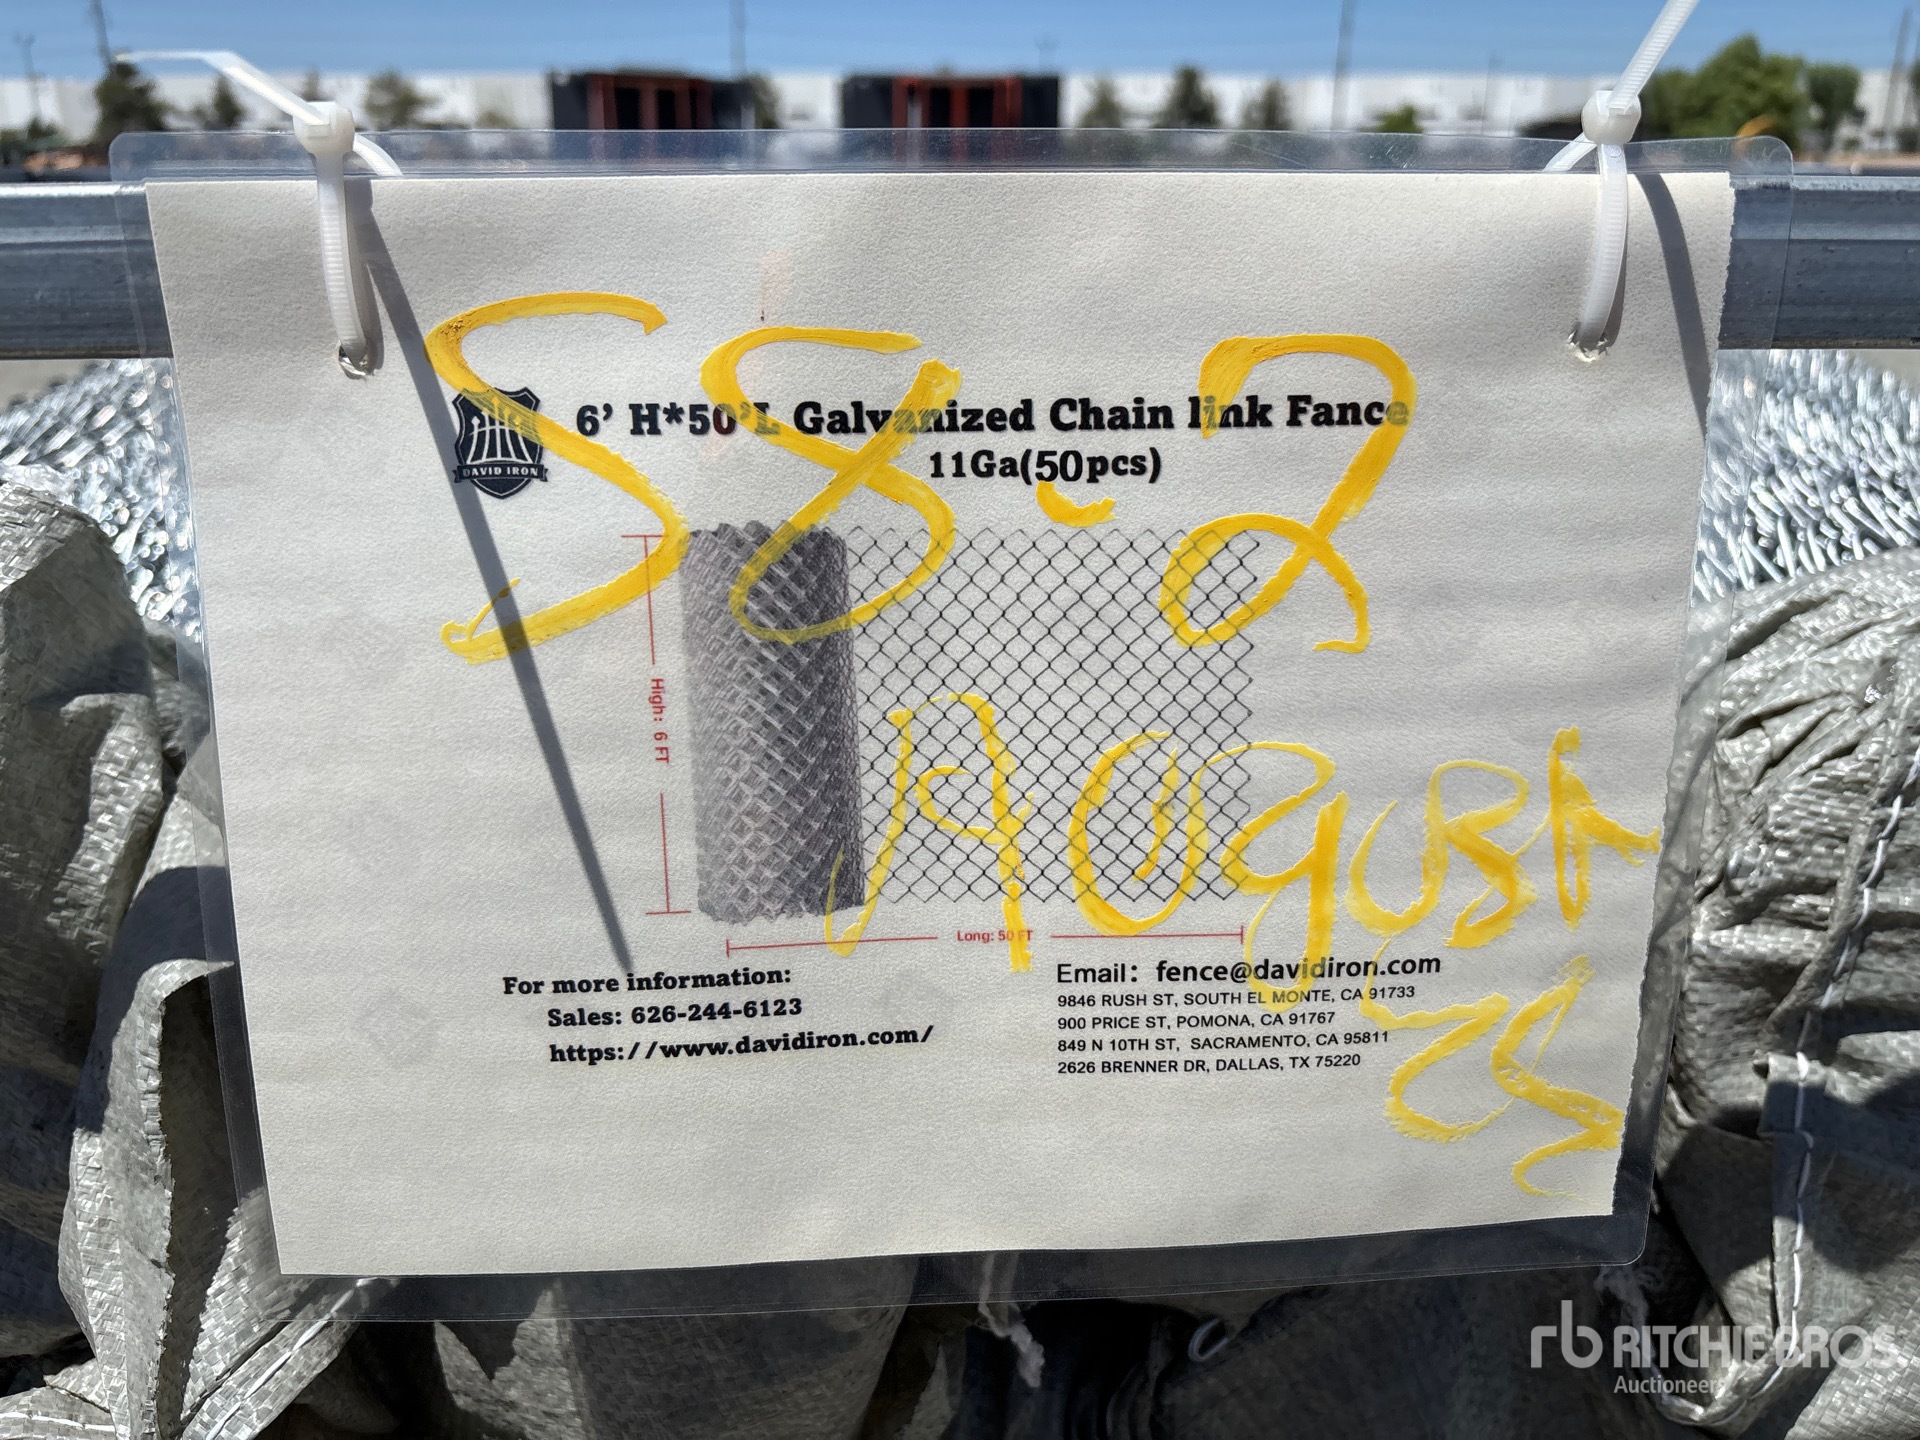 6' H*50'L Galvanized Chain link Fance
DAVID IRON
11Ga(50pcs)
58-2
High: 6 FT
August
25
Long: 50 FT
For more information:
Sales: 626-244-6123
https://www.davidiron.com/
Email: fence@davidiron.com
9846 RUSH ST, SOUTH EL MONTE, CA 91733
900 PRICE ST, POMONA, CA 91767
849 N 10TH ST, SACRAMENTO, CA 95811
2626 BRENNER DR, DALLAS, TX 75220
rb RITCHIE BROS.
Auctioneers